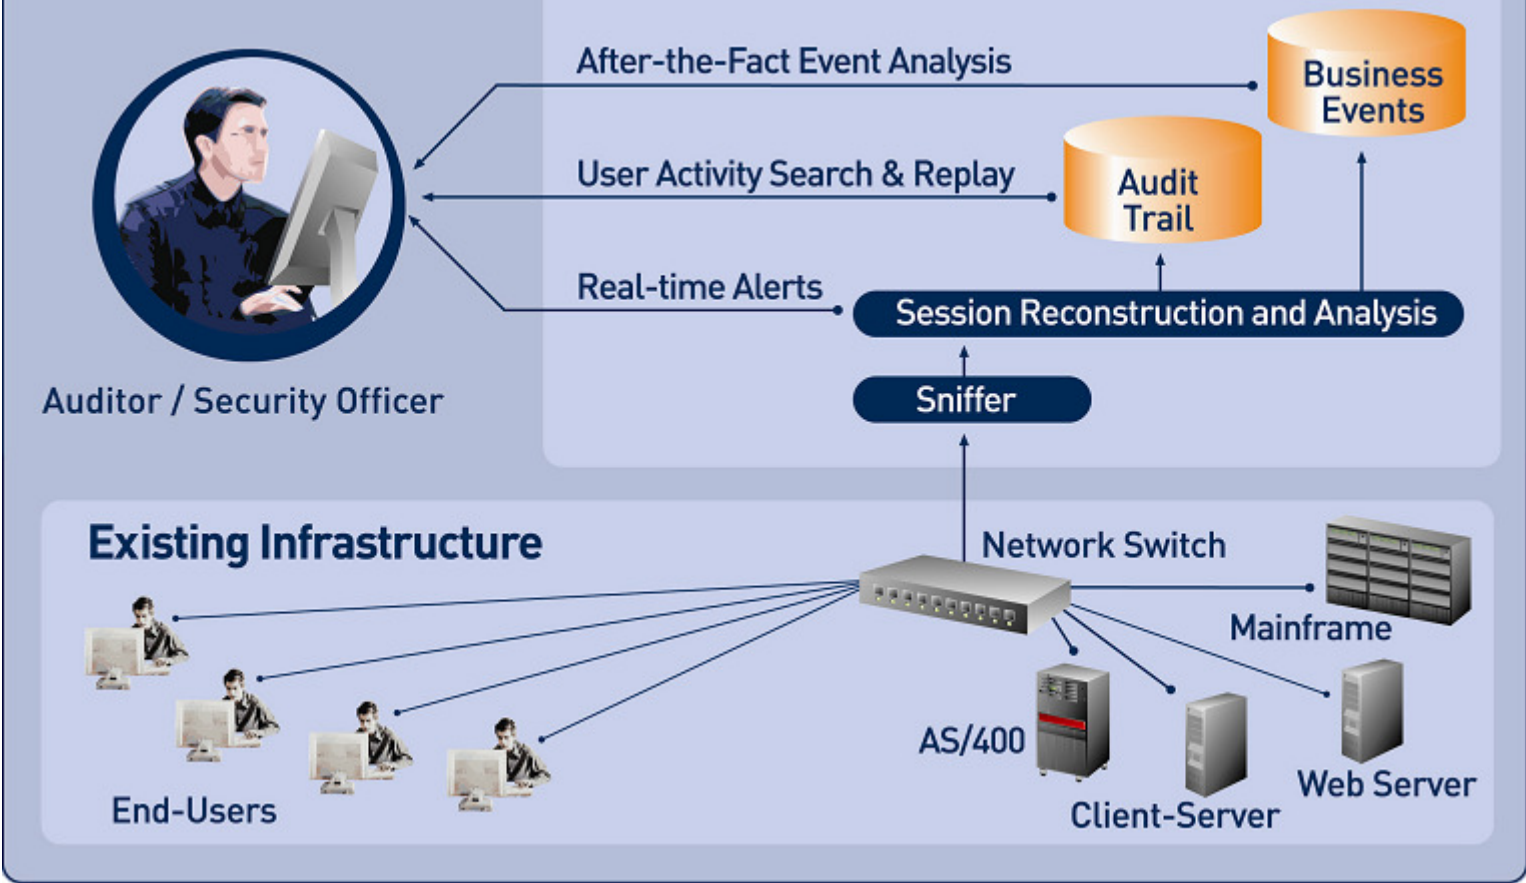 After-the-Fact Event Analysis
Business
Events
User Activity Search & Replay
Audit
Trail
Real-time Alerts
Session Reconstruction and Analysis
Auditor / Security Officer
Sniffer
Existing Infrastructure
Network Switch
Mainframe
AS/400
Web Server
End-Users
Client-Server